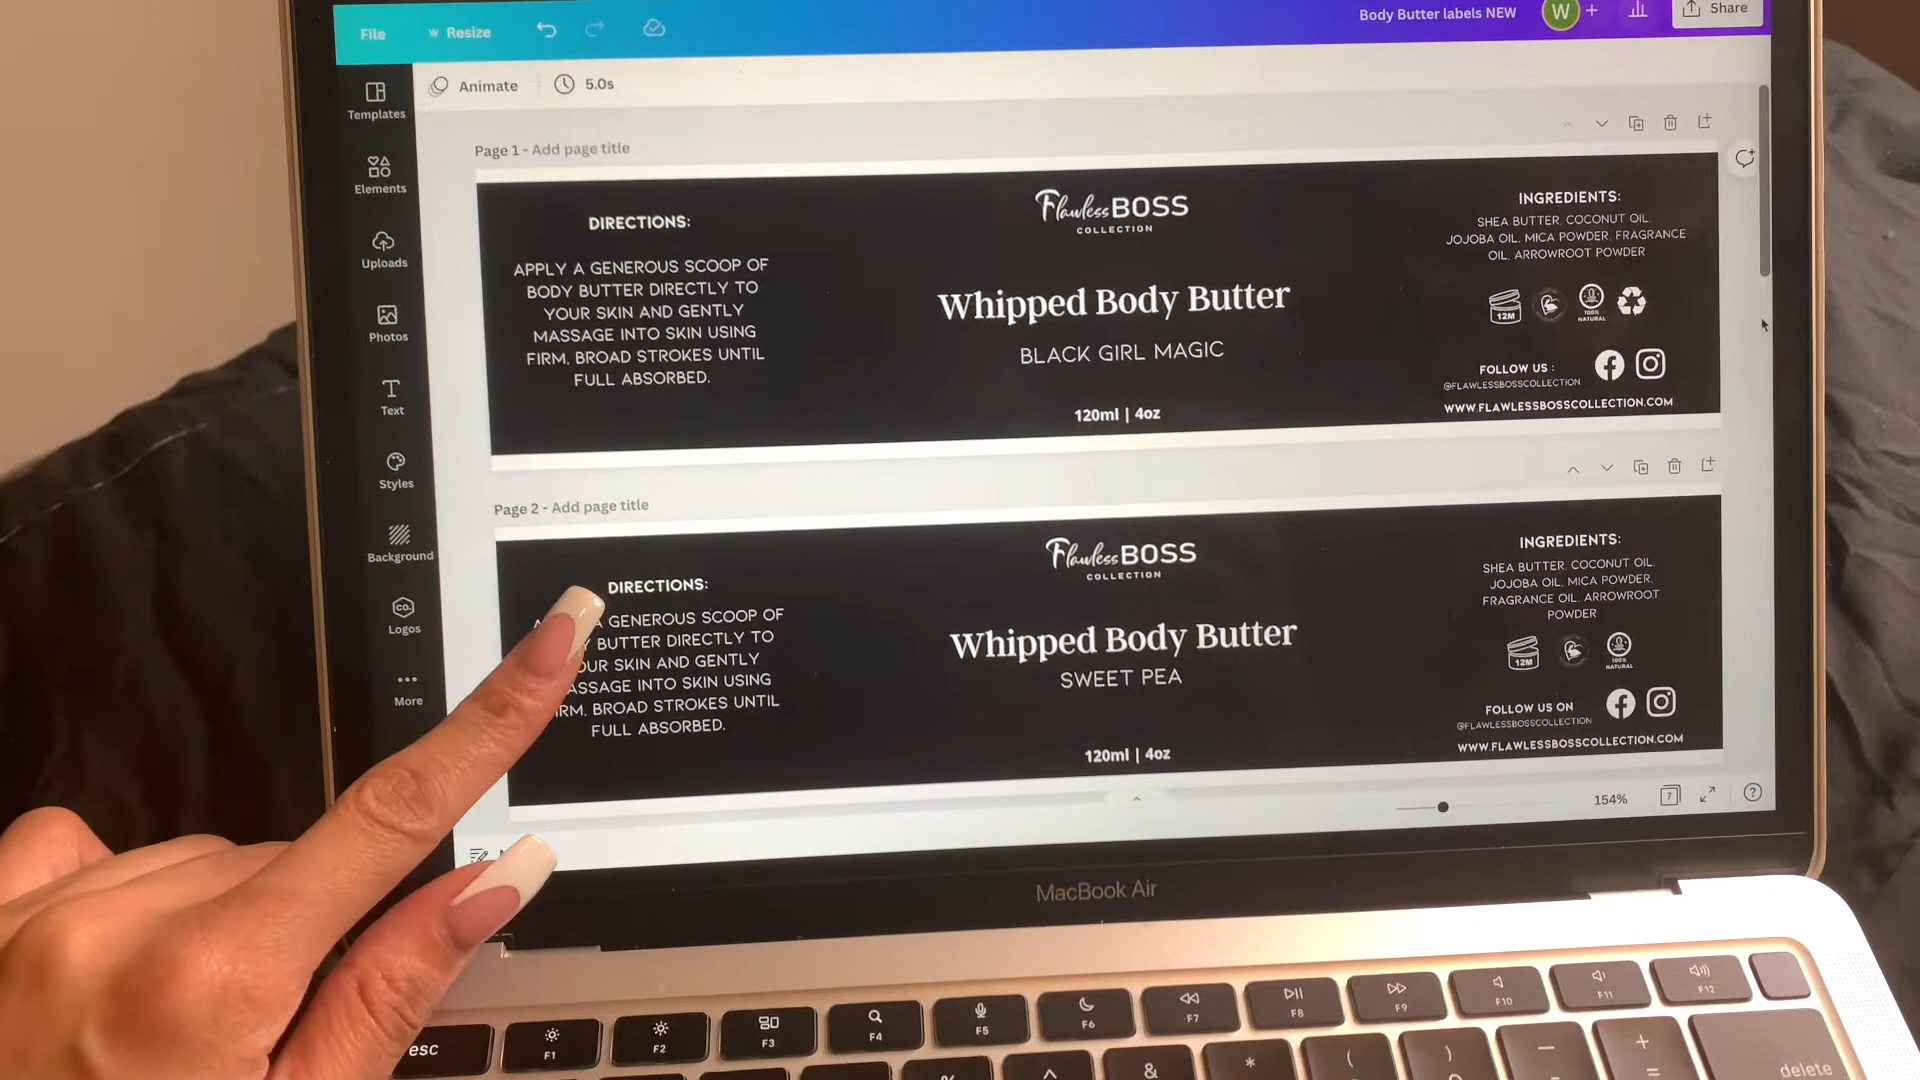 File
Resize
Body Butter labels NEW
W
Share
Animate
5.0s
Templates
Elements
Uploads
Photos
Text
Styles
Background
CO.
Logos
More
Page 1 - Add page title
DIRECTIONS:
APPLY A GENEROUS SCOOP OF
BODY BUTTER DIRECTLY TO
YOUR SKIN AND GENTLY
MASSAGE INTO SKIN USING
FIRM, BROAD STROKES UNTIL
FULL ABSORBED.
Flawless BOSS
COLLECTION
Whipped Body Butter
BLACK GIRL MAGIC
120ml | 4oz
INGREDIENTS:
SHEA BUTTER, COCONUT OIL,
JOJOBA OIL, MICA POWDER, FRAGRANCE
OIL, ARROWROOT POWDER
12M
100%
NATURAL
FOLLOW US :
@FLAWLESSBOSSCOLLECTION
WWW.FLAWLESSBOSSCOLLECTION.COM
Page 2 - Add page title
DIRECTIONS:
GENEROUS SCOOP OF
BUTTER DIRECTLY TO
SKIN AND GENTLY
INTO SKIN USING
BROAD STROKES UNTIL
FULL ABSORBED.
Flawless BOSS
COLLECTION
Whipped Body Butter
SWEET PEA
120ml | 4oz
INGREDIENTS:
SHEA BUTTER, COCONUT OIL,
JOJOBA OIL, MICA POWDER,
FRAGRANCE OIL, ARROWROOT
POWDER
12M
100%
NATURAL
FOLLOW US ON
@FLAWLESSBOSSCOLLECTION
WWW.FLAWLESSBOSSCOLLECTION.COM
154%
7
?
MacBook Air
esc
F1
F2
F3
F4
F5
F6
F7
F8
F9
F10
F11
F12
^
&
*
(
)
–
+
=
delete